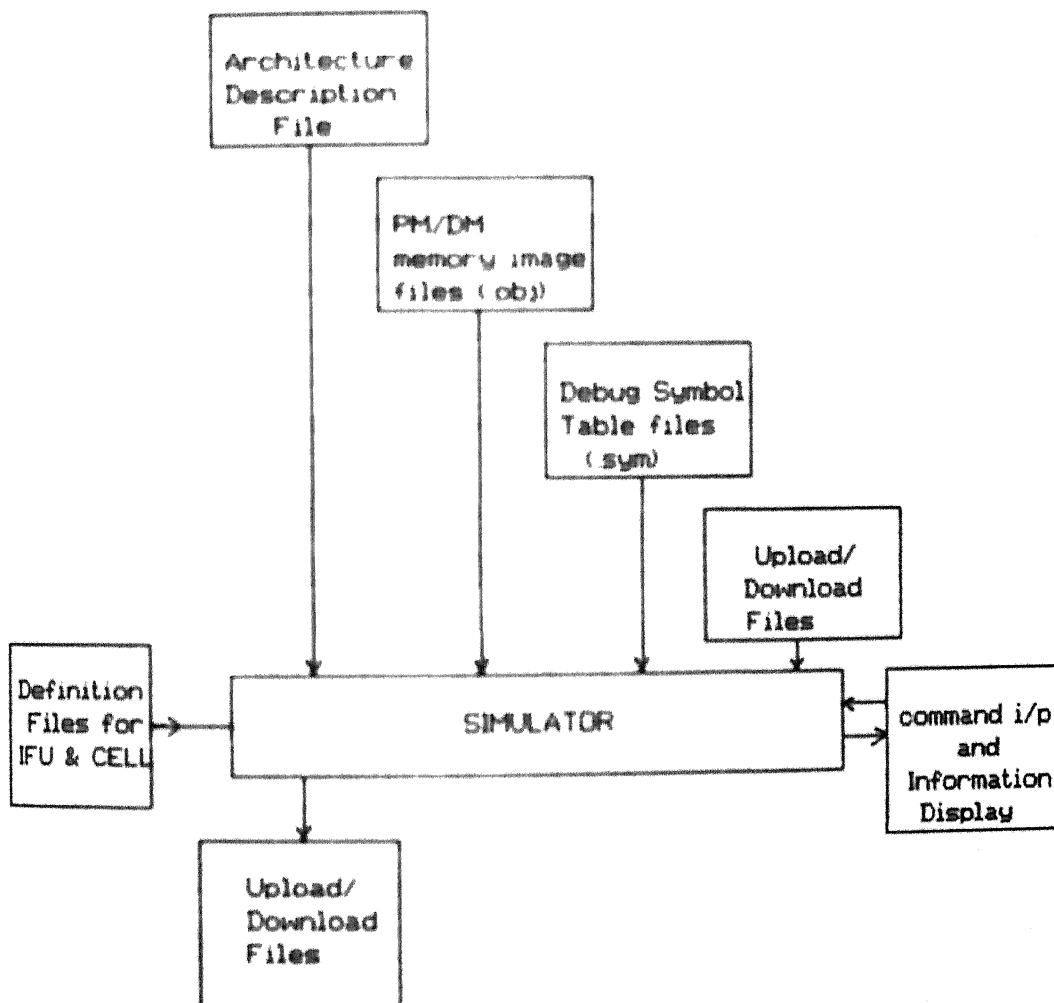 Architecture
Description
File
PM/DM
memory image
files (.obj)
Debug Symbol
Table files
(.sym)
Upload/
Download
Files
Definition
Files for
IFU & CELL
SIMULATOR
command i/p
and
Information
Display
Upload/
Download
Files